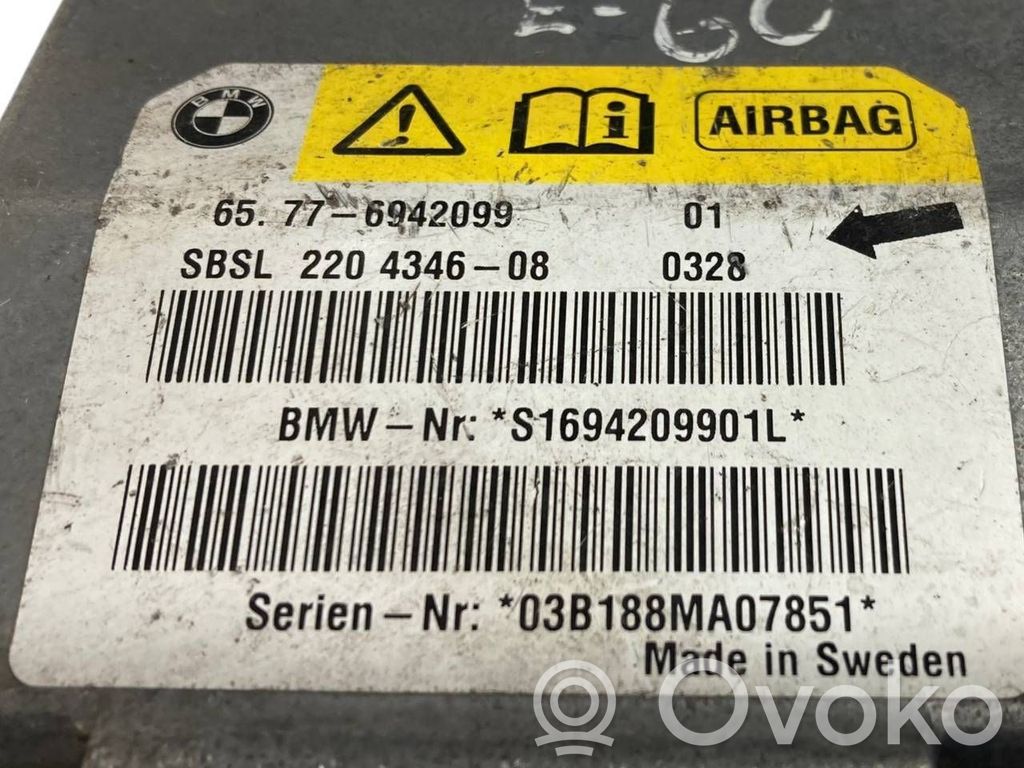 E-60
BMW
AIRBAG
65. 77-6942099 01
SBSL 220 4346-08 0328
BMW-Nr: *S1694209901L*
Serien-Nr: *03B188MA07851*
Made in Sweden
Ovoko